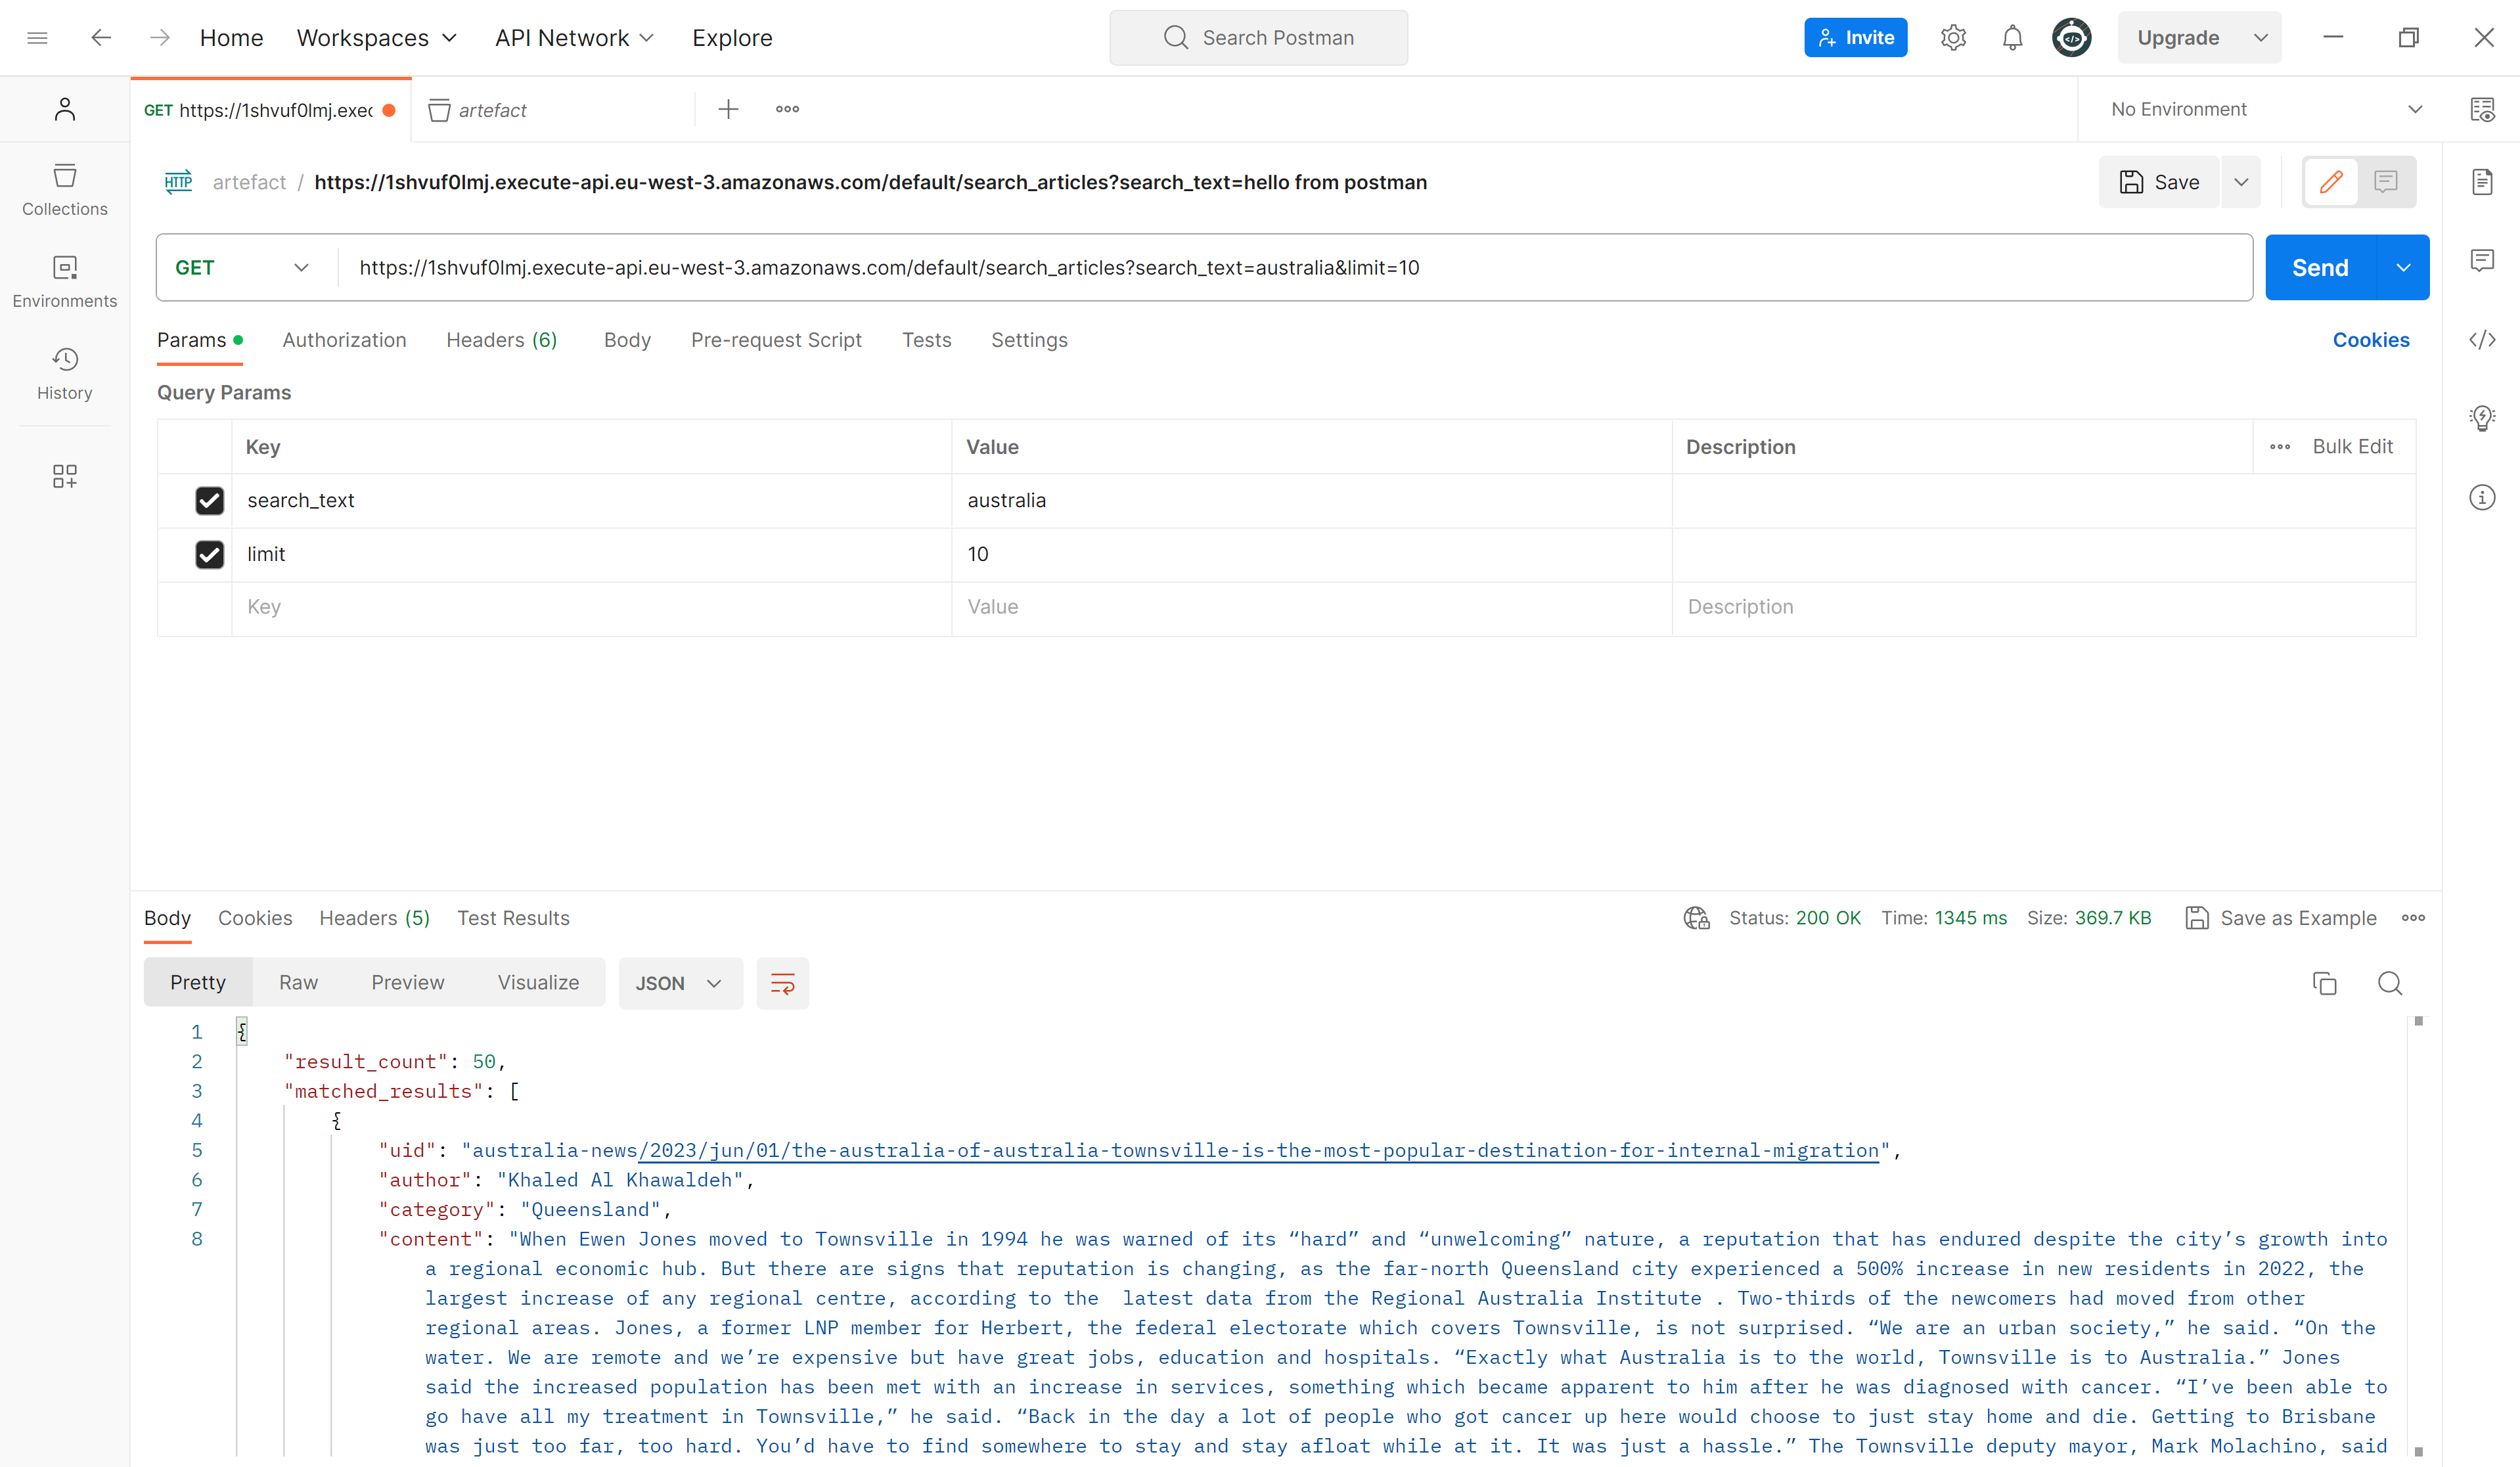 Home Workspaces API Network Explore Search Postman Invite Upgrade
GET https://1shvuf0lmj.exec artefact No Environment
HTTP artefact / https://1shvuf0lmj.execute-api.eu-west-3.amazonaws.com/default/search_articles?search_text=hello from postman Save
GET https://1shvuf0lmj.execute-api.eu-west-3.amazonaws.com/default/search_articles?search_text=australia&limit=10 Send
Params Authorization Headers (6) Body Pre-request Script Tests Settings Cookies
Collections
Environments
History
Query Params
Key Value Description Bulk Edit
search_text australia
limit 10
Key Value Description
Body Cookies Headers (5) Test Results Status: 200 OK Time: 1345 ms Size: 369.7 KB Save as Example
Pretty Raw Preview Visualize JSON
1 {
2 "result_count": 50,
3 "matched_results": [
4 {
5 "uid": "australia-news/2023/jun/01/the-australia-of-australia-townsville-is-the-most-popular-destination-for-internal-migration",
6 "author": "Khaled Al Khawaldeh",
7 "category": "Queensland",
8 "content": "When Ewen Jones moved to Townsville in 1994 he was warned of its “hard” and “unwelcoming” nature, a reputation that has endured despite the city’s growth into
a regional economic hub. But there are signs that reputation is changing, as the far-north Queensland city experienced a 500% increase in new residents in 2022, the
largest increase of any regional centre, according to the  latest data from the Regional Australia Institute . Two-thirds of the newcomers had moved from other
regional areas. Jones, a former LNP member for Herbert, the federal electorate which covers Townsville, is not surprised. “We are an urban society,” he said. “On the
water. We are remote and we’re expensive but have great jobs, education and hospitals. “Exactly what Australia is to the world, Townsville is to Australia.” Jones
said the increased population has been met with an increase in services, something which became apparent to him after he was diagnosed with cancer. “I’ve been able to
go have all my treatment in Townsville,” he said. “Back in the day a lot of people who got cancer up here would choose to just stay home and die. Getting to Brisbane
was just too far, too hard. You’d have to find somewhere to stay and stay afloat while at it. It was just a hassle.” The Townsville deputy mayor, Mark Molachino, said